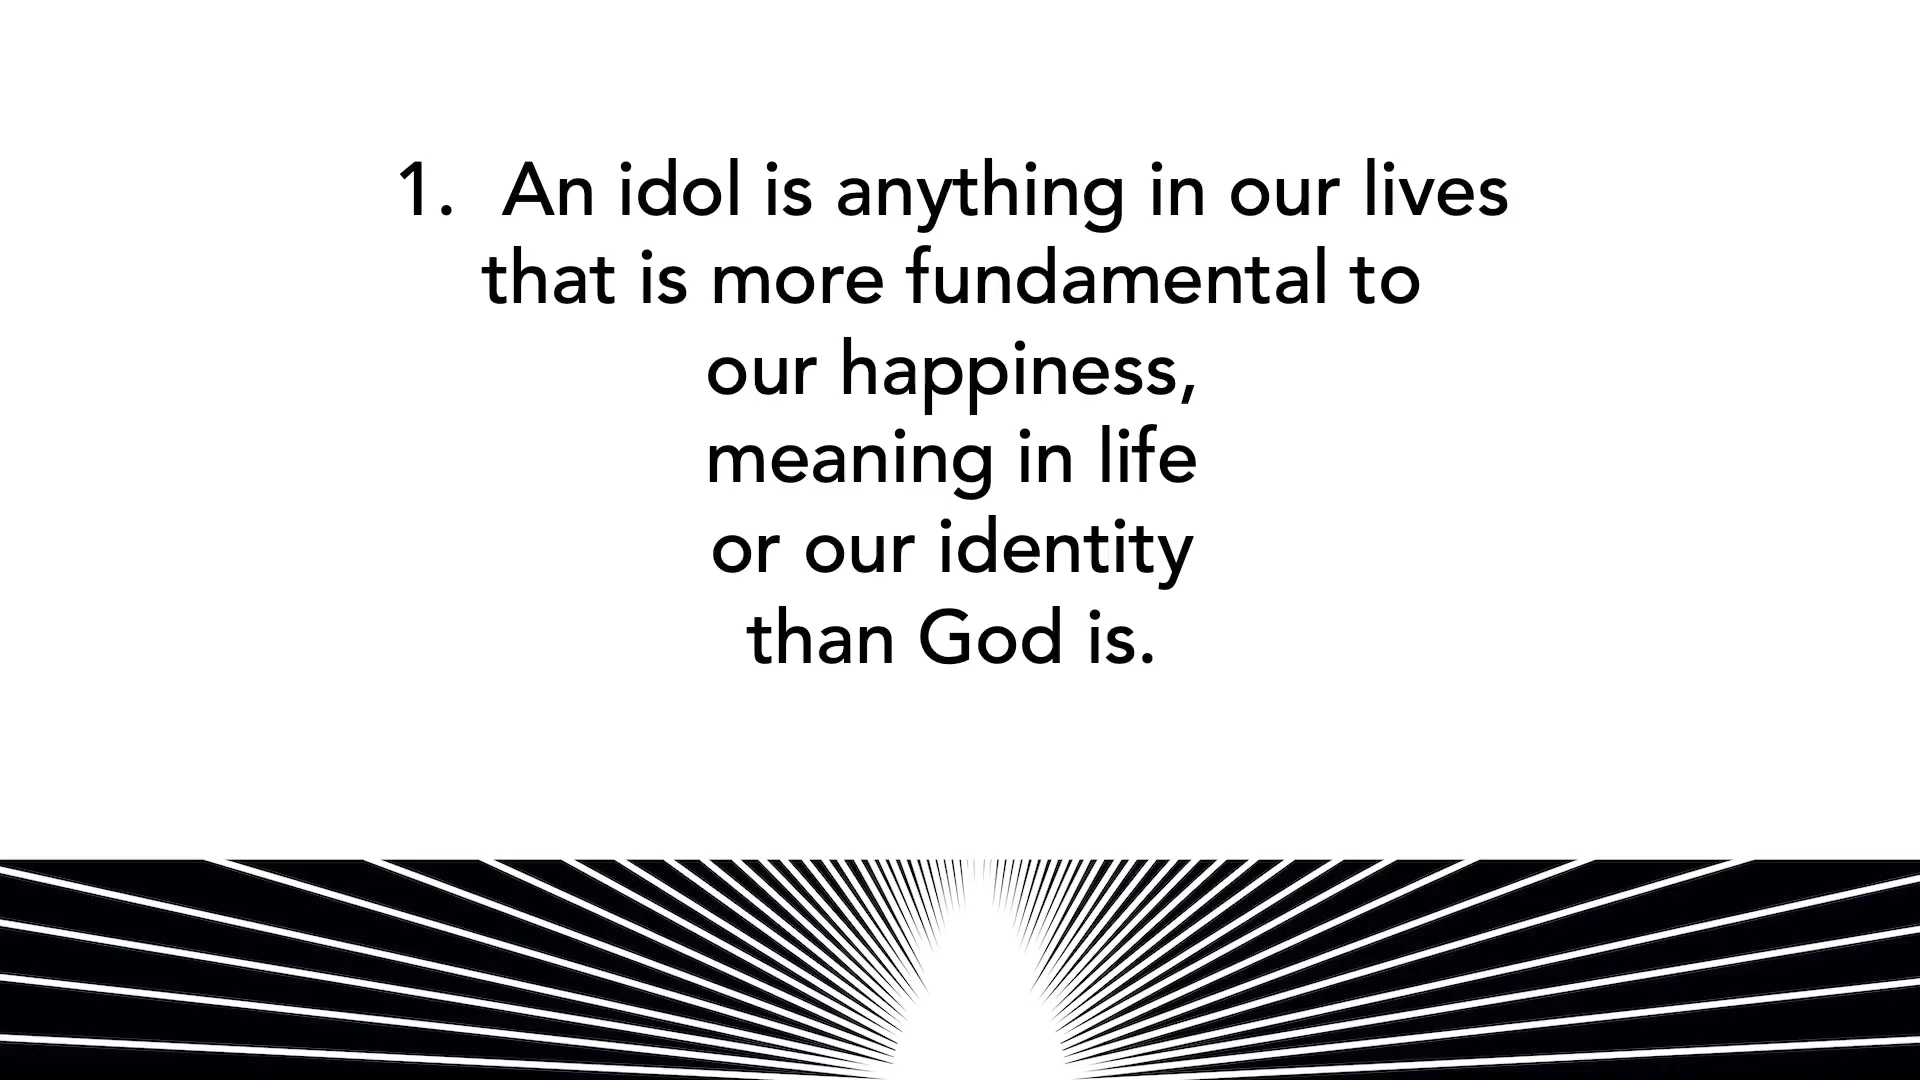 1. An idol is anything in our lives
that is more fundamental to
our happiness,
meaning in life
or our identity
than God is.